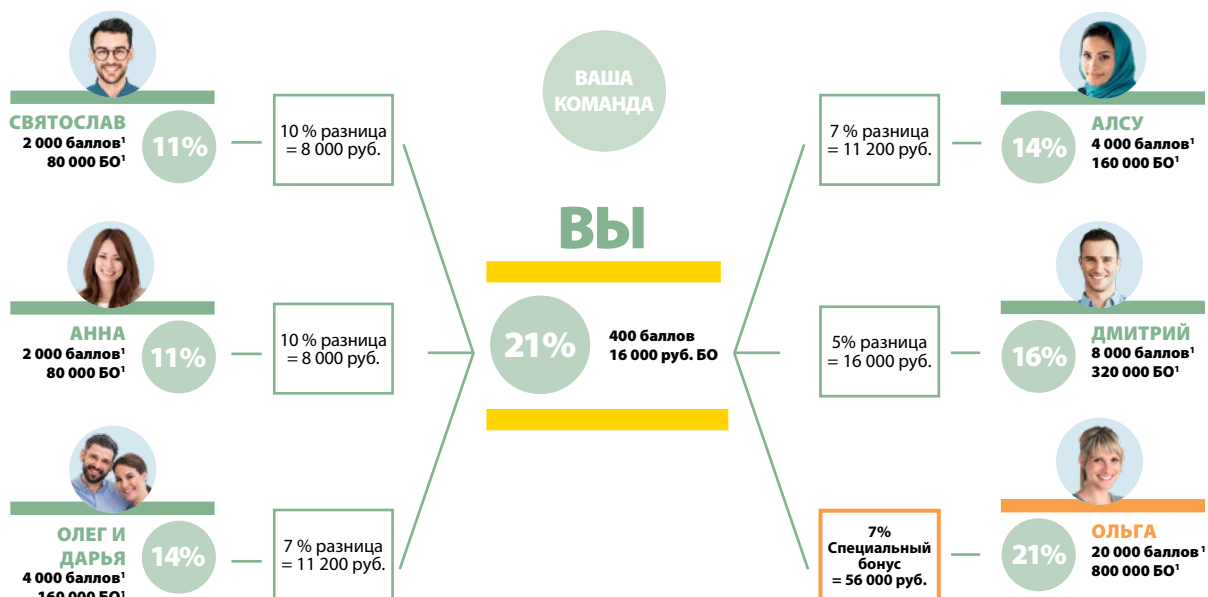 СВЯТОСЛАВ
2 000 баллов¹
80 000 БО¹
11%
10 % разница
= 8 000 руб.
АННА
2 000 баллов¹
80 000 БО¹
11%
10 % разница
= 8 000 руб.
ОЛЕГ И
ДАРЬЯ
4 000 баллов¹
160 000 БО¹
14%
7 % разница
= 11 200 руб.
ВАША
КОМАНДА
ВЫ
21%
400 баллов
16 000 руб. БО
7 % разница
= 11 200 руб.
14%
АЛСУ
4 000 баллов¹
160 000 БО¹
5% разница
= 16 000 руб.
16%
ДМИТРИЙ
8 000 баллов¹
320 000 БО¹
7%
Специальный
бонус
= 56 000 руб.
21%
ОЛЬГА
20 000 баллов¹
800 000 БО¹